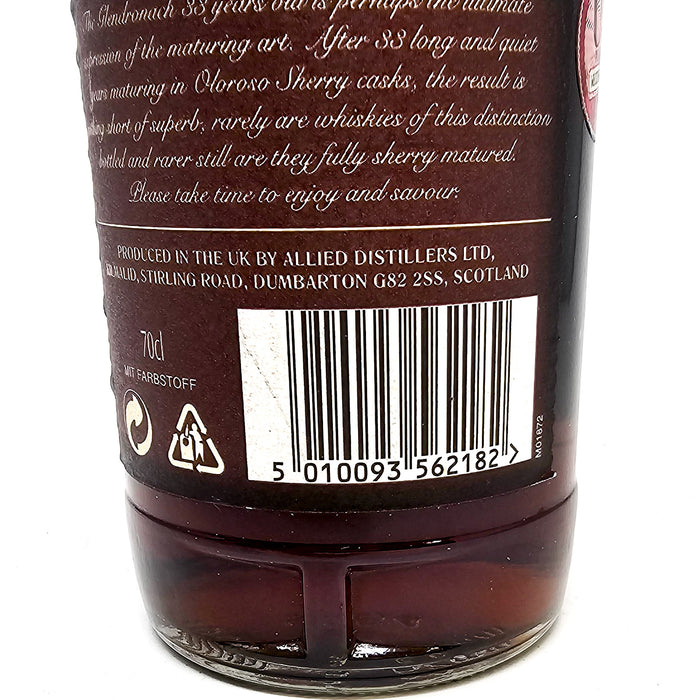 The Glendronach 33 years old is perhaps the ultimate
expression of the maturing art. After 33 long and quiet
years maturing in Oloroso Sherry casks, the result is
short of superb, rarely are whiskies of this distinction
bottled and rarer still are they fully sherry matured.
Please take time to enjoy and savour.
PRODUCED IN THE UK BY ALLIED DISTILLERS LTD,
KILMALID, STIRLING ROAD, DUMBARTON G82 2SS, SCOTLAND
70cl
MIT FARBSTOFF
5 010093 562182 >
M01872